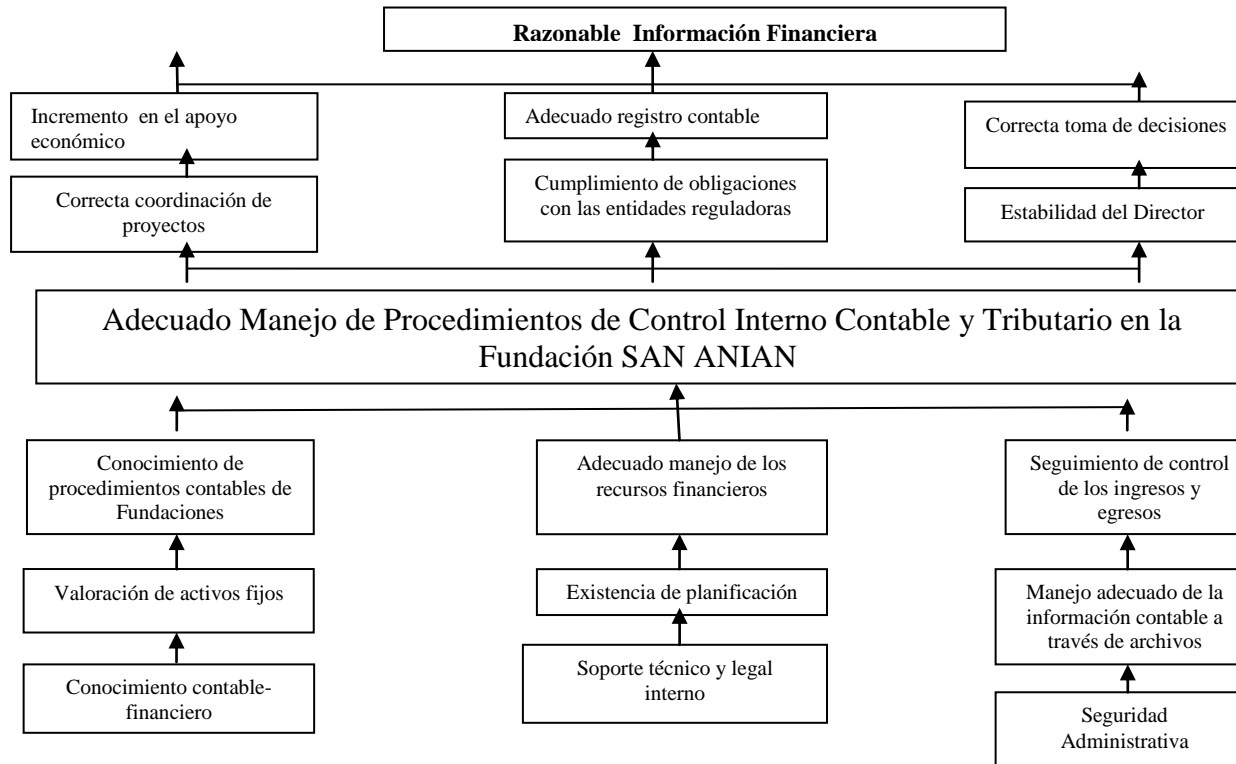 Razonable Información Financiera
Incremento en el apoyo
económico
Adecuado registro contable
Correcta toma de decisiones
Correcta coordinación de
proyectos
Cumplimiento de obligaciones
con las entidades reguladoras
Estabilidad del Director
Adecuado Manejo de Procedimientos de Control Interno Contable y Tributario en la
Fundación SAN ANIAN
Conocimiento de
procedimientos contables de
Fundaciones
Adecuado manejo de los
recursos financieros
Seguimiento de control
de los ingresos y
egresos
Valoración de activos fijos
Existencia de planificación
Manejo adecuado de la
información contable a
través de archivos
Conocimiento contable-
financiero
Soporte técnico y legal
interno
Seguridad
Administrativa